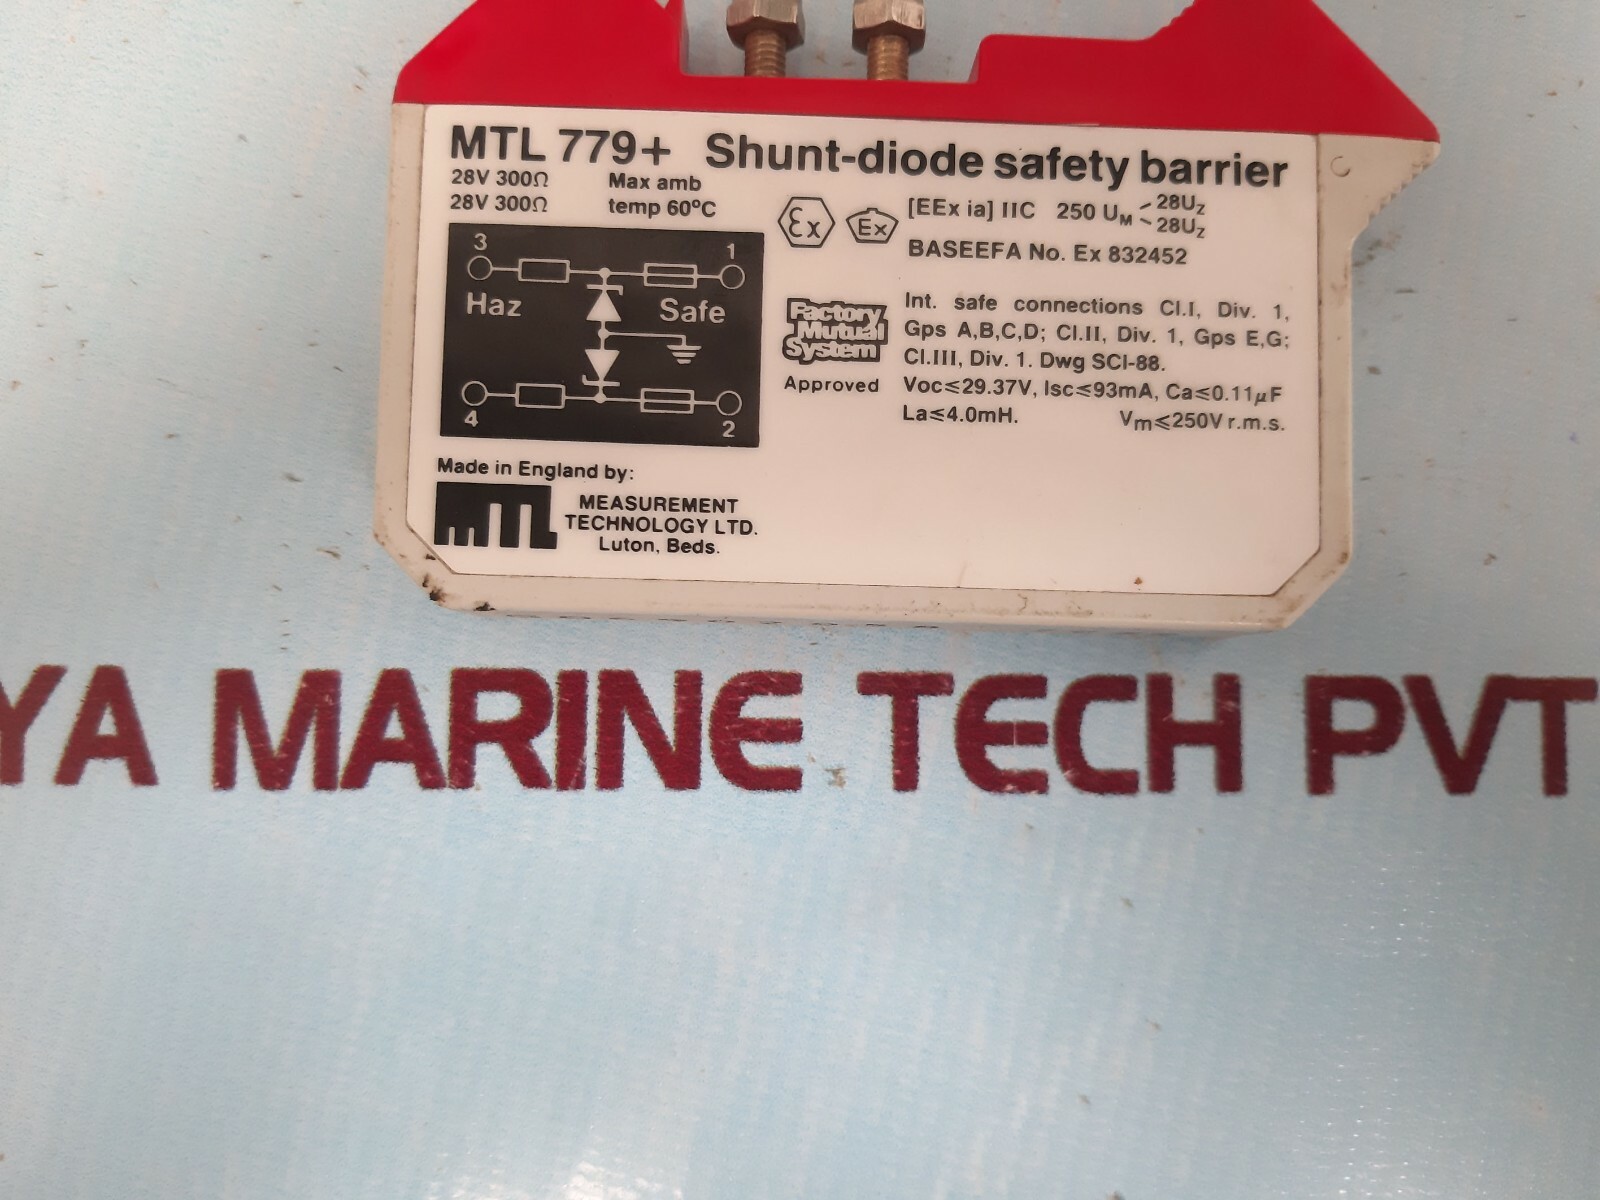 MTL 779+ Shunt-diode safety barrier
28V 300Ω Max amb
28V 300Ω temp 60°C
εx Ex [EEx ia] IIC 250 UM 28UZ
28UZ
BASEEFA No. Ex 832452
3 1
Haz Safe
4 2
Factory
Mutual
System
Approved
Int. safe connections Cl.I, Div. 1,
Gps A,B,C,D; Cl.II, Div. 1, Gps E,G;
Cl.III, Div. 1. Dwg SCI-88.
Voc≤29.37V, Isc≤93mA, Ca≤0.11μF
La≤4.0mH. Vm≤250V r.m.s.
Made in England by:
MTL MEASUREMENT
TECHNOLOGY LTD.
Luton, Beds.
YA MARINE TECH PVT